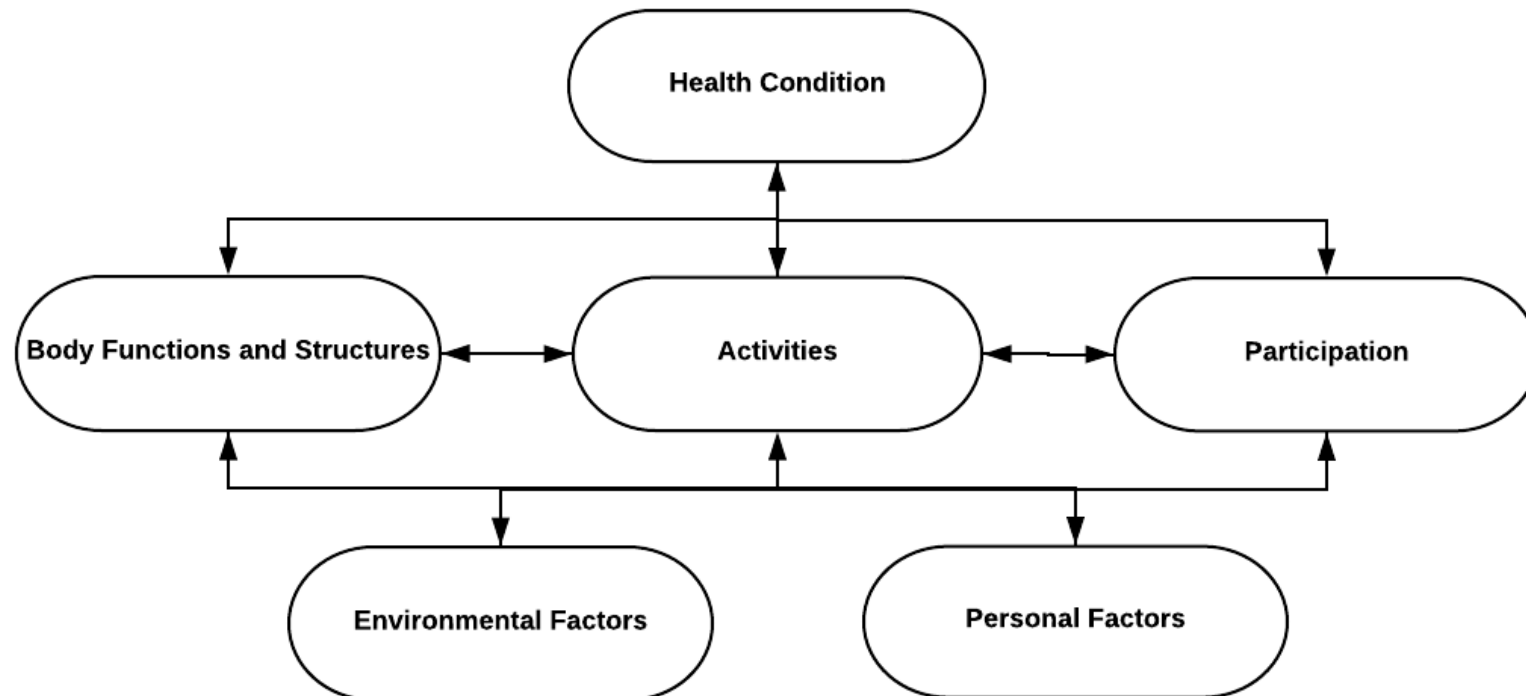 Health Condition
Body Functions and Structures
Activities
Participation
Environmental Factors
Personal Factors